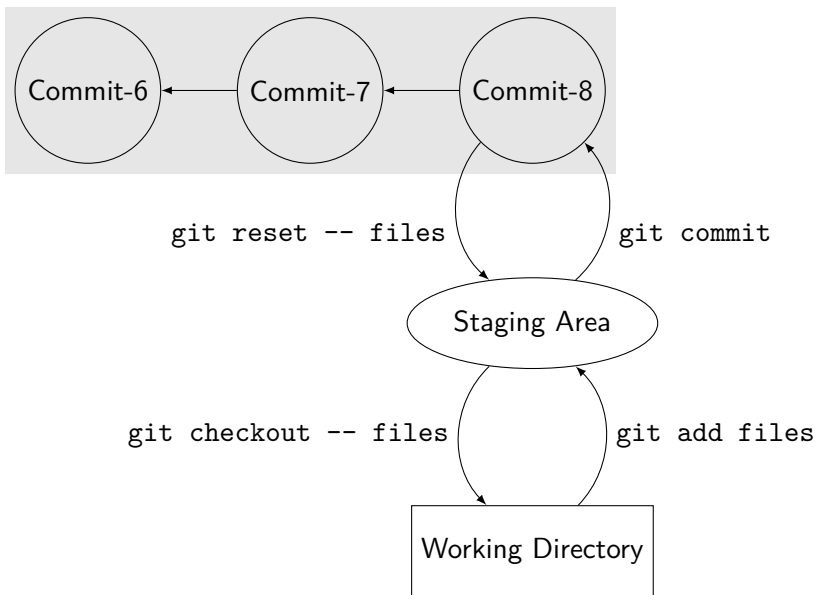 Commit-6
Commit-7
Commit-8
git reset -- files
git commit
Staging Area
git checkout -- files
git add files
Working Directory